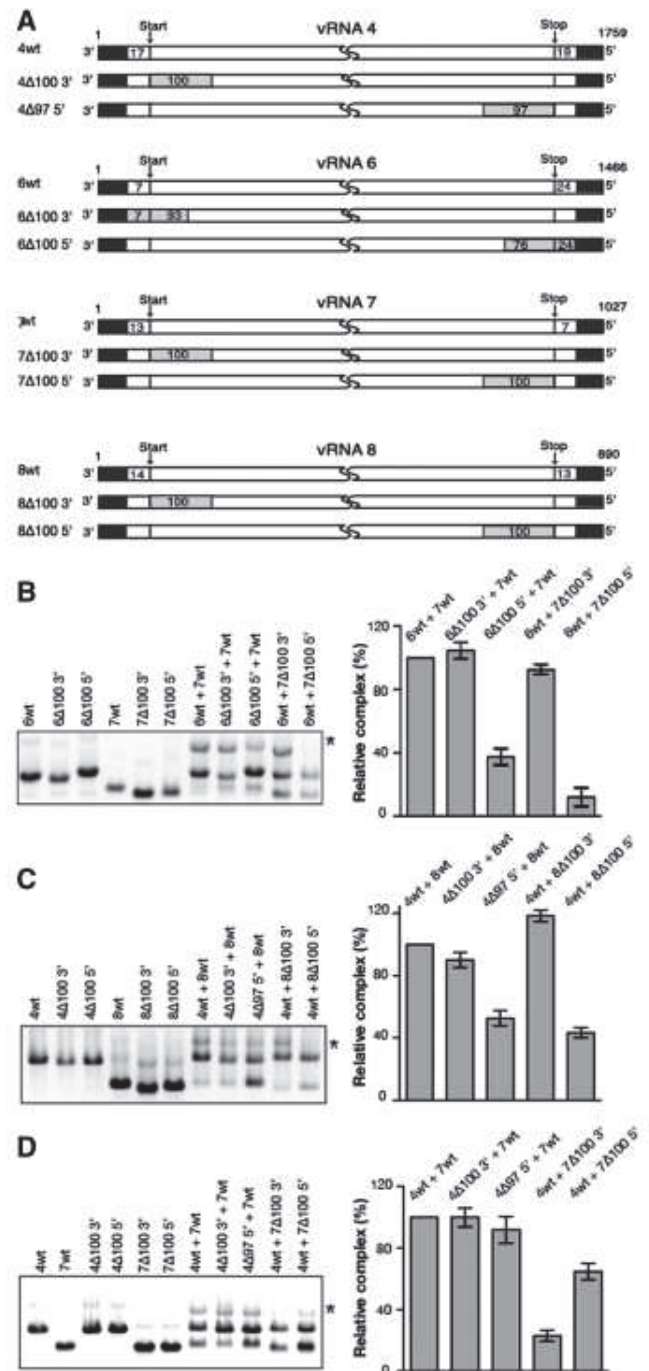 A
1 Start vRNA 4 Stop 1759
4wt 3' 17 19 5'
4Δ100 3' 3' 100 5'
4Δ97 5' 3' 97 5'
1 Start vRNA 6 Stop 1466
6wt 3' 7 24 5'
6Δ100 3' 3' 7 93 5'
6Δ100 5' 3' 76 24 5'
1 Start vRNA 7 Stop 1027
7wt 3' 13 7 5'
7Δ100 3' 3' 100 5'
7Δ100 5' 3' 100 5'
1 Start vRNA 8 Stop 890
8wt 3' 14 13 5'
8Δ100 3' 3' 100 5'
8Δ100 5' 3' 100 5'
B
6wt
6Δ100 3'
6Δ100 5'
7wt
7Δ100 3'
7Δ100 5'
6wt + 7wt
6Δ100 3' + 7wt
6Δ100 5' + 7wt
6wt + 7Δ100 3'
6wt + 7Δ100 5'
*
Relative complex (%)
120
80
40
0
6wt + 7wt
6Δ100 3' + 7wt
6Δ100 5' + 7wt
6wt + 7Δ100 3'
6wt + 7Δ100 5'
C
4wt
4Δ100 3'
4Δ100 5'
8wt
8Δ100 3'
8Δ100 5'
4wt + 8wt
4Δ100 3' + 8wt
4Δ97 5' + 8wt
4wt + 8Δ100 3'
4wt + 8Δ100 5'
*
Relative complex (%)
120
80
40
0
4wt + 8wt
4Δ100 3' + 8wt
4Δ97 5' + 8wt
4wt + 8Δ100 3'
4wt + 8Δ100 5'
D
4wt
7wt
4Δ100 3'
4Δ100 5'
7Δ100 3'
7Δ100 5'
4wt + 7wt
4Δ100 3' + 7wt
4Δ97 5' + 7wt
4wt + 7Δ100 3'
4wt + 7Δ100 5'
*
Relative complex (%)
120
80
40
4wt + 7wt
4Δ100 3' + 7wt
4Δ97 5' + 7wt
4wt + 7Δ100 3'
4wt + 7Δ100 5'